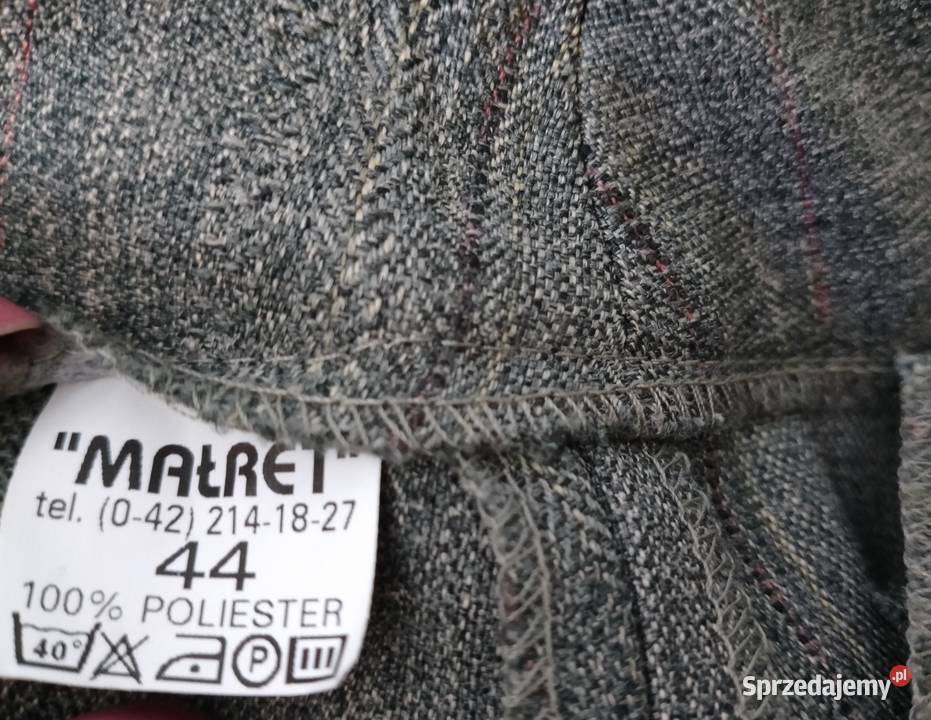 "MAŁRET"
tel. (0-42) 214-18-27
44
100% POLIESTER
40° P
Sprzedajemy.pl